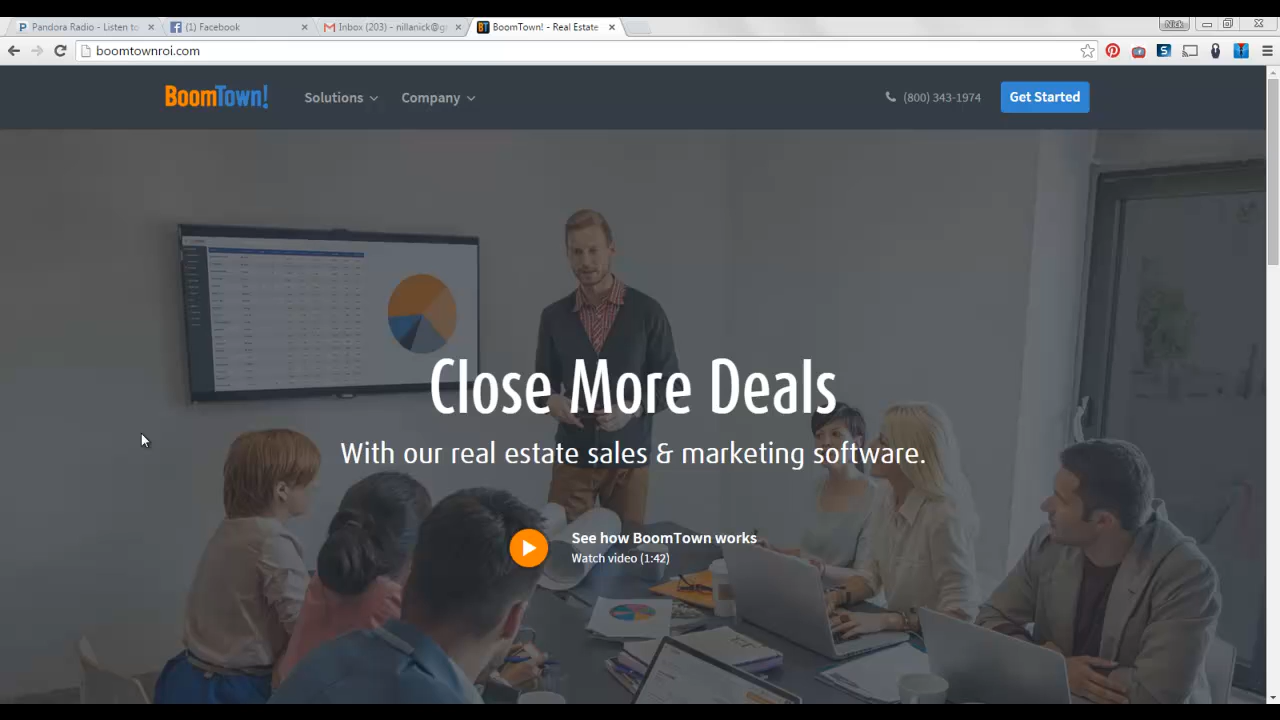 Pandora Radio - Listen to
(1) Facebook
Inbox (203) - nillanick@g
BoomTown! - Real Estate
Nick
boomtownroi.com
BoomTown!
Solutions
Company
(800) 343-1974
Get Started
Close More Deals
With our real estate sales & marketing software.
See how BoomTown works
Watch video (1:42)